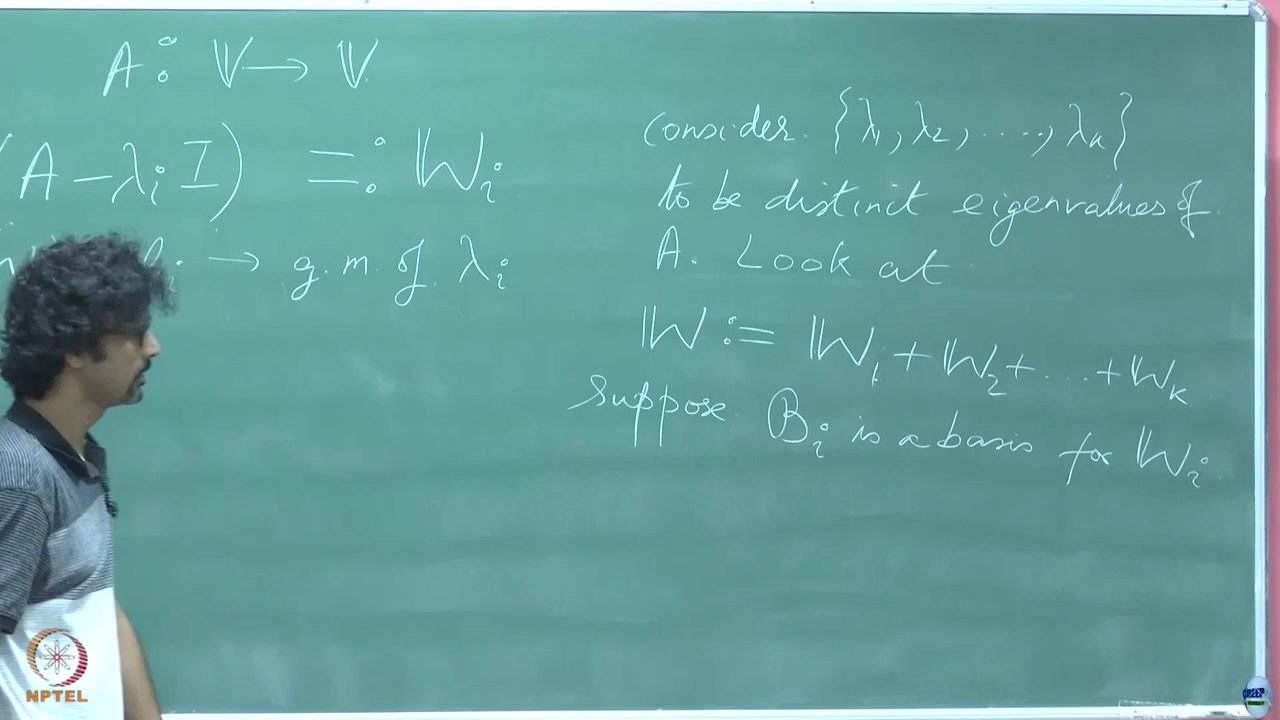 A : 𝕍 → 𝕍
(A − λᵢ I) =: 𝕎ᵢ
→ g.m. of λᵢ
Consider {λ₁, λ₂, ....., λₖ}
to be distinct eigenvalues of
A. Look at
𝕎 := 𝕎₁ + 𝕎₂ + .... + 𝕎ₖ
Suppose Bᵢ is a basis for 𝕎ᵢ
NPTEL